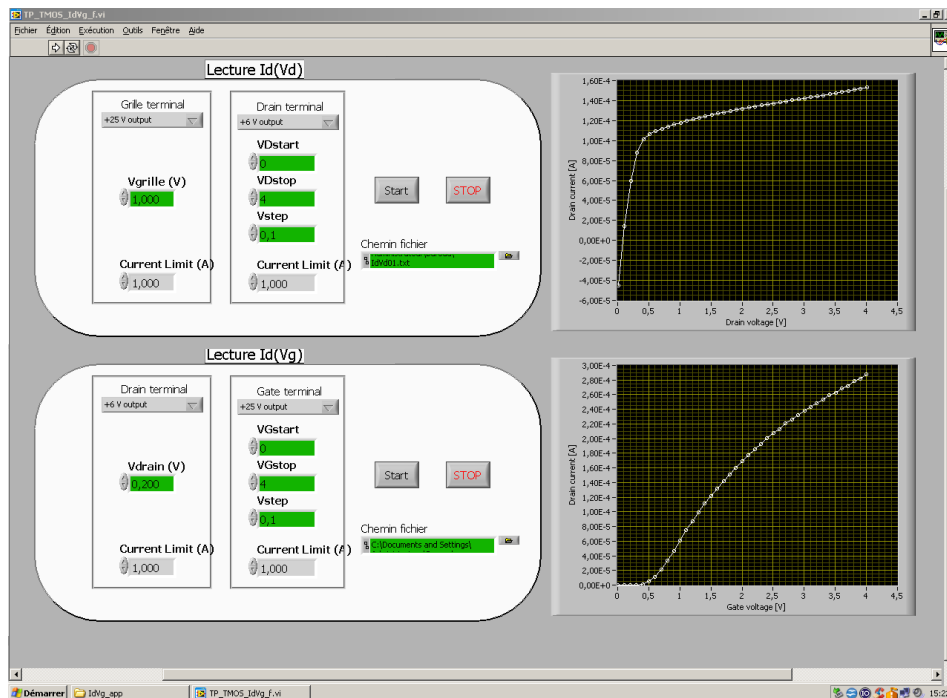 TP_TMOS_IdVg_f.vi
Fichier Édition Exécution Outils Fenêtre Aide
Lecture Id(Vd)
Grille terminal
+25 V output
Vgrille (V)
1,000
Current Limit (A)
1,000
Drain terminal
+6 V output
VDstart
0
VDstop
4
Vstep
0,1
Current Limit (A)
1,000
Start
STOP
Chemin fichier
IdVd01.txt
Drain current [A]
1,60E-4
1,40E-4
1,20E-4
1,00E-4
8,00E-5
6,00E-5
4,00E-5
2,00E-5
0,00E+0
-2,00E-5
-4,00E-5
-6,00E-5
0 0,5 1 1,5 2 2,5 3 3,5 4 4,5
Drain voltage [V]
Lecture Id(Vg)
Drain terminal
+6 V output
Vdrain (V)
0,200
Current Limit (A)
1,000
Gate terminal
+25 V output
VGstart
0
VGstop
4
Vstep
0,1
Current Limit (A)
1,000
Start
STOP
Chemin fichier
C:\Documents and Settings\
Drain current [A]
3,00E-4
2,80E-4
2,60E-4
2,40E-4
2,20E-4
2,00E-4
1,80E-4
1,60E-4
1,40E-4
1,20E-4
1,00E-4
8,00E-5
6,00E-5
4,00E-5
2,00E-5
0,00E+0
0 0,5 1 1,5 2 2,5 3 3,5 4 4,5
Gate voltage [V]
Démarrer
IdVg_app
TP_TMOS_IdVg_f.vi